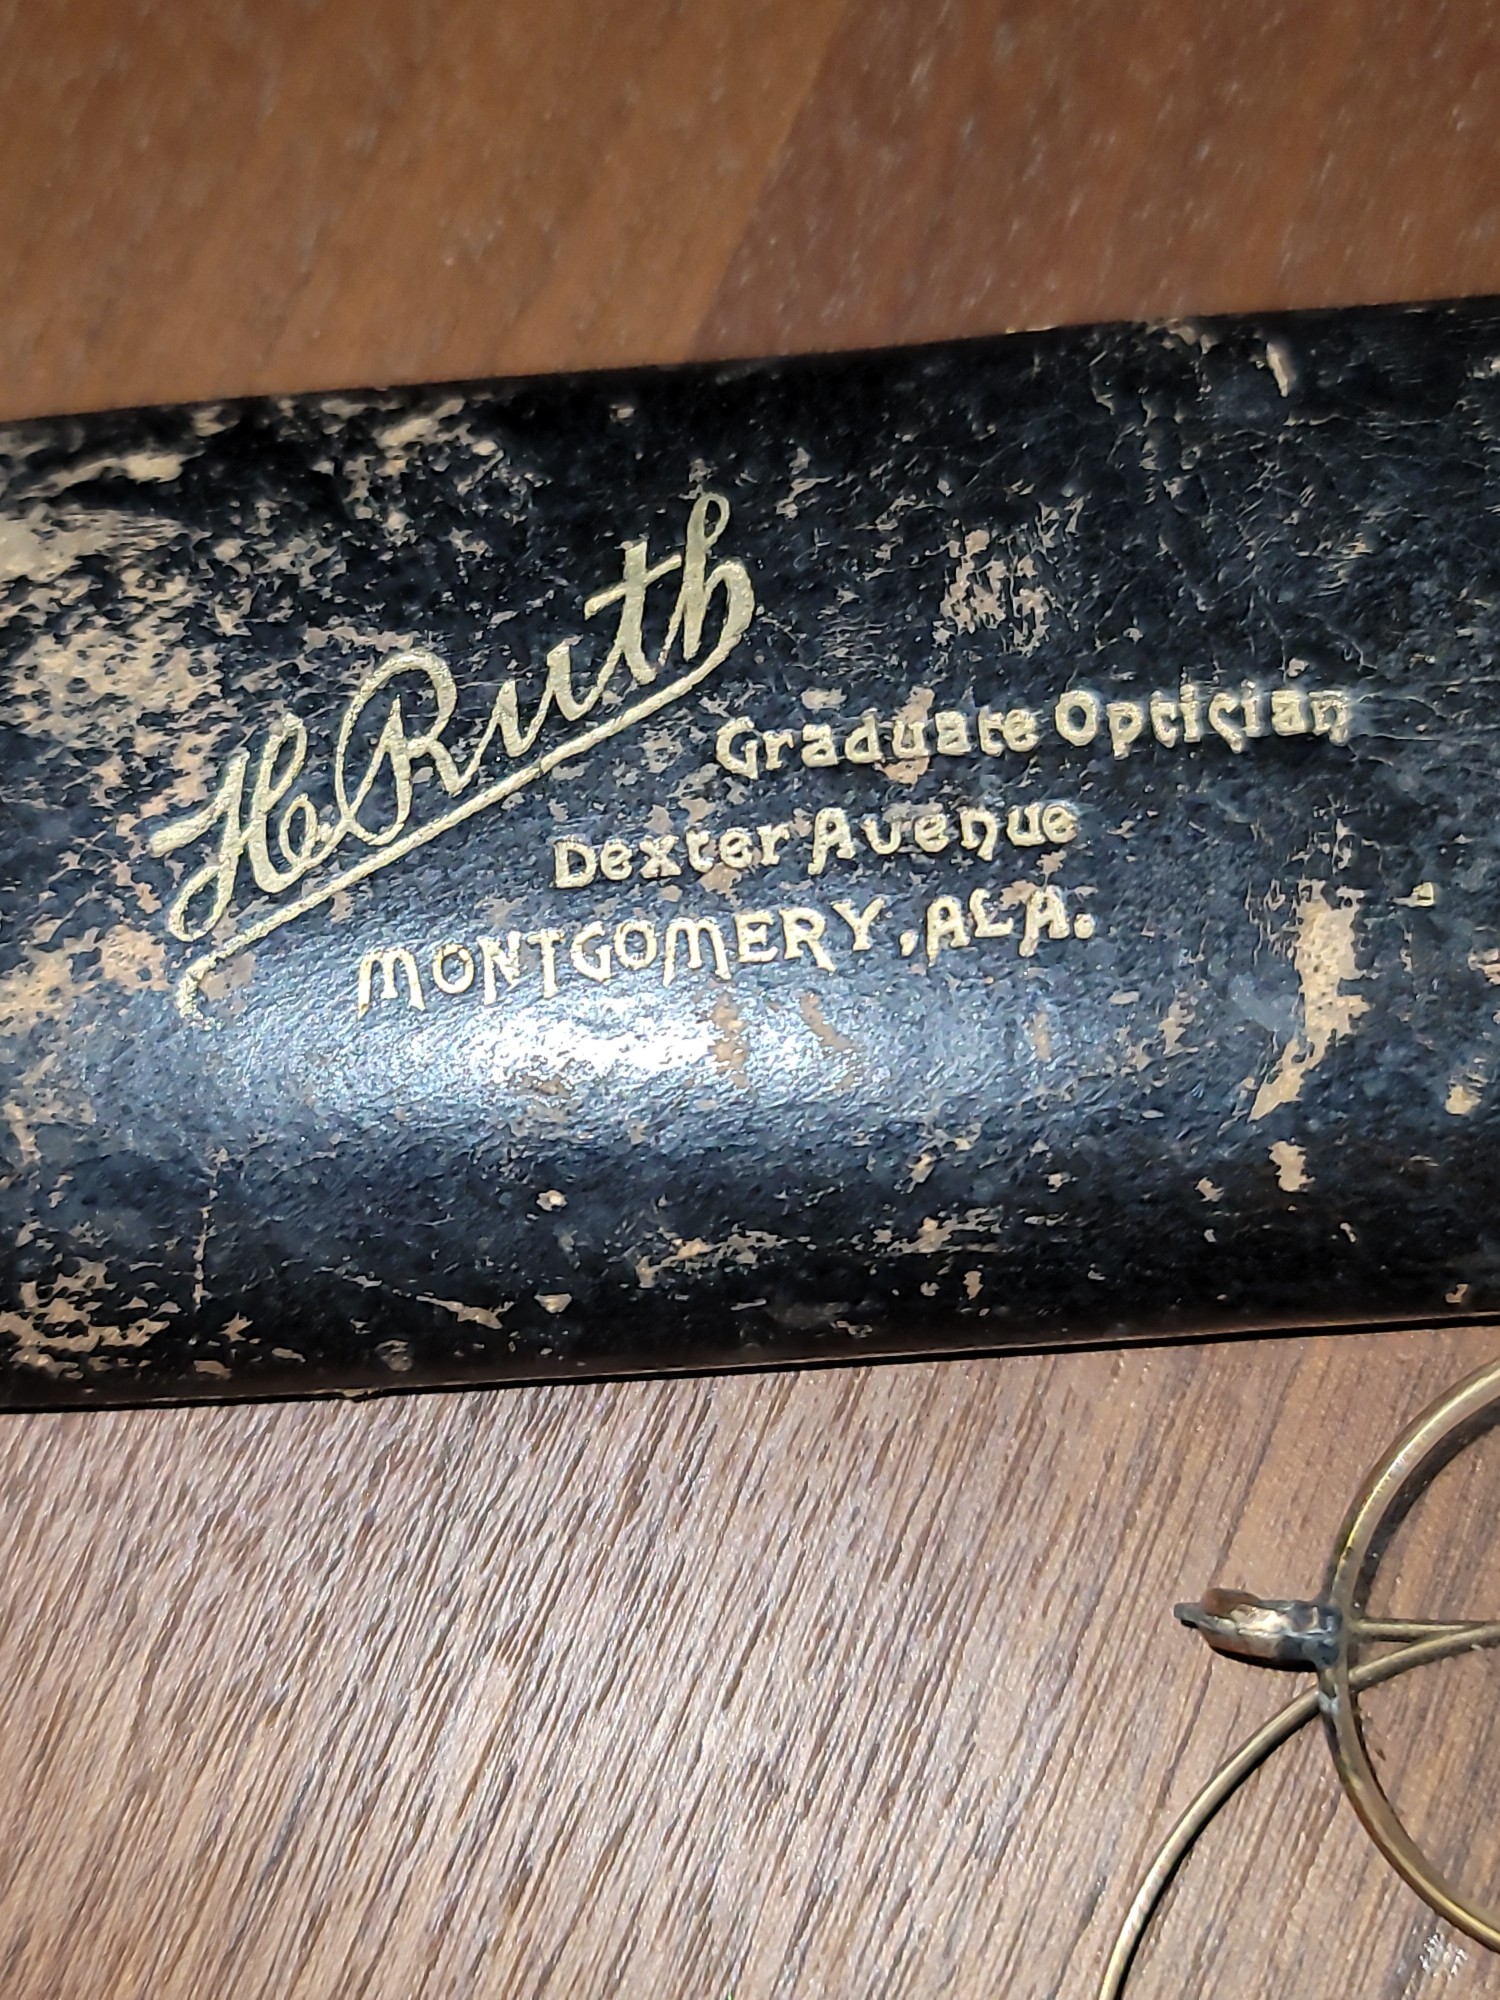 H Ruth
Graduate Optician
Dexter Avenue
MONTGOMERY, ALA.